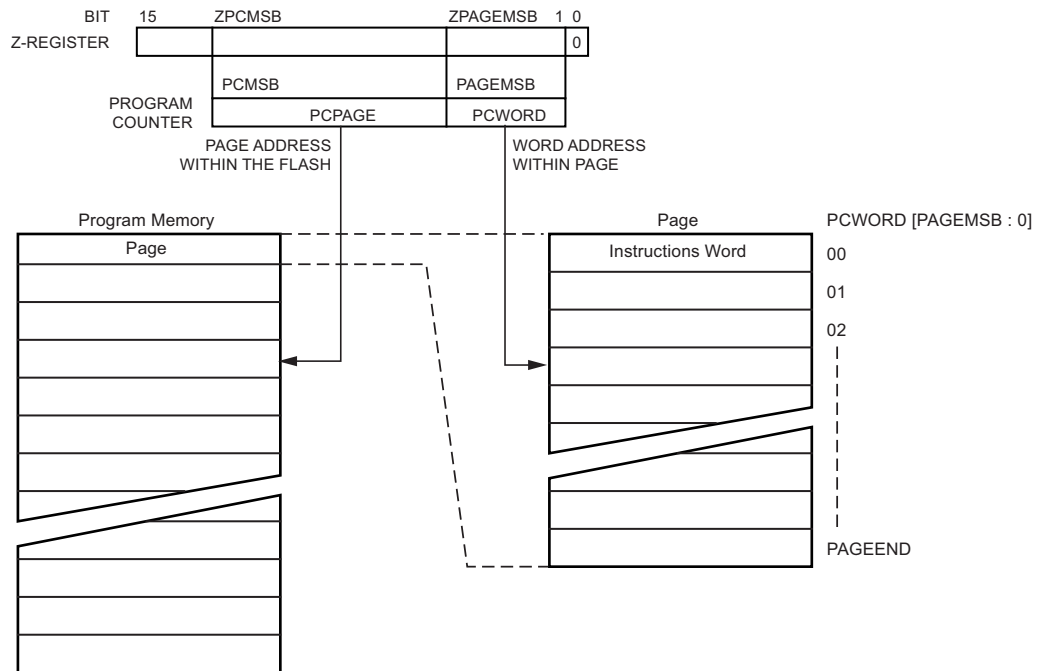 BIT 15 ZPCMSB ZPAGEMSB 1 0
Z-REGISTER 0
PCMSB PAGEMSB
PROGRAM
COUNTER
PCPAGE PCWORD
PAGE ADDRESS
WITHIN THE FLASH
WORD ADDRESS
WITHIN PAGE
Program Memory
Page
Page PCWORD [PAGEMSB : 0]
Instructions Word 00
01
02
PAGEEND